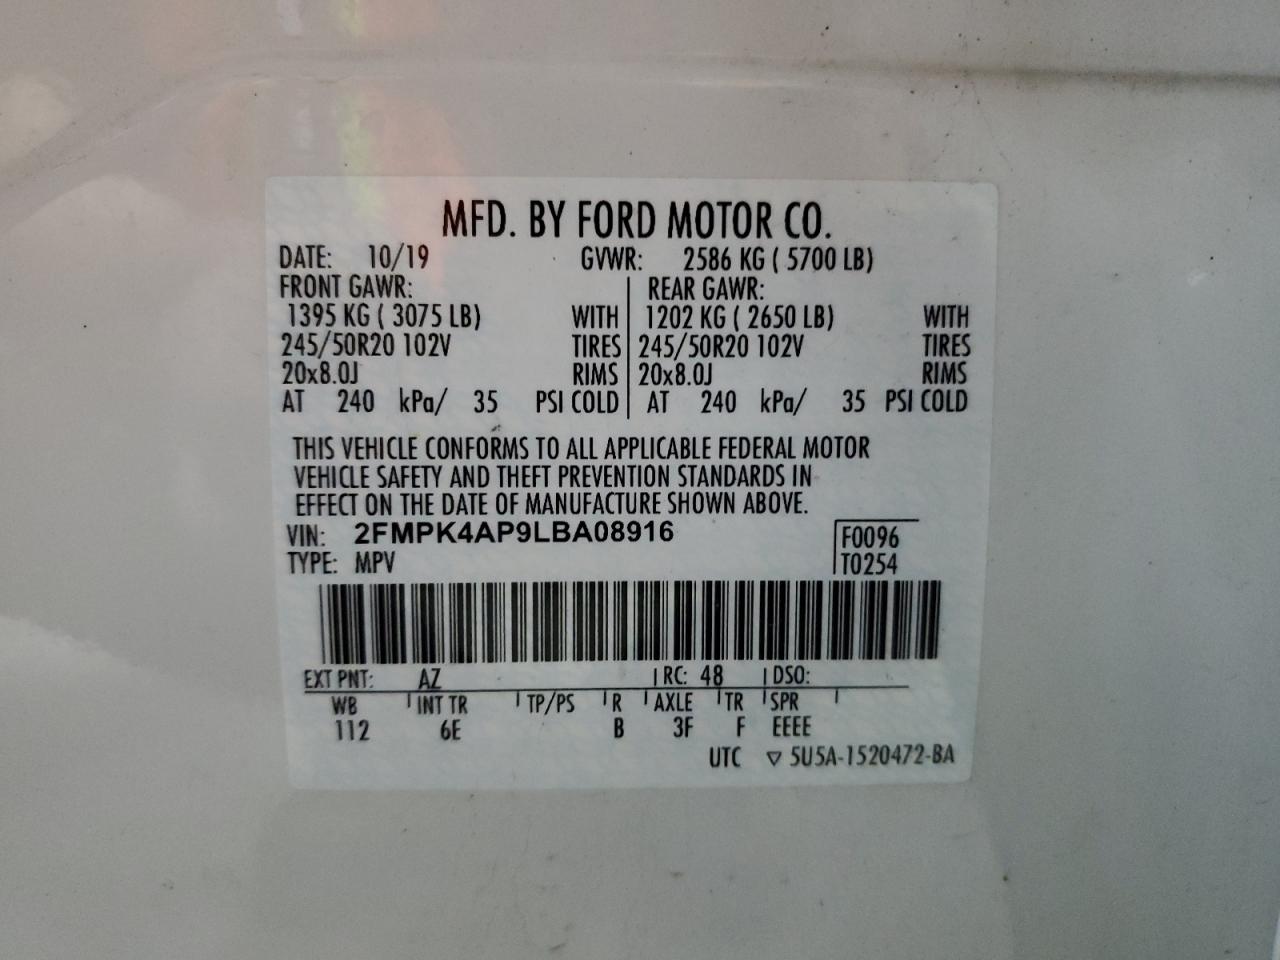 MFD. BY FORD MOTOR CO.
DATE: 10/19 GVWR: 2586 KG ( 5700 LB)
FRONT GAWR: REAR GAWR:
1395 KG ( 3075 LB) WITH 1202 KG ( 2650 LB) WITH
245/50R20 102V TIRES 245/50R20 102V TIRES
20x8.0J RIMS 20x8.0J RIMS
AT 240 kPa/ 35 PSI COLD AT 240 kPa/ 35 PSI COLD
THIS VEHICLE CONFORMS TO ALL APPLICABLE FEDERAL MOTOR
VEHICLE SAFETY AND THEFT PREVENTION STANDARDS IN
EFFECT ON THE DATE OF MANUFACTURE SHOWN ABOVE.
VIN: 2FMPK4AP9LBA08916 F0096
TYPE: MPV T0254
EXT PNT: AZ RC: 48 DSO:
WB INT TR TP/PS R AXLE TR SPR
112 6E B 3F F EEEE
UTC ▽ 5U5A-1520472-BA